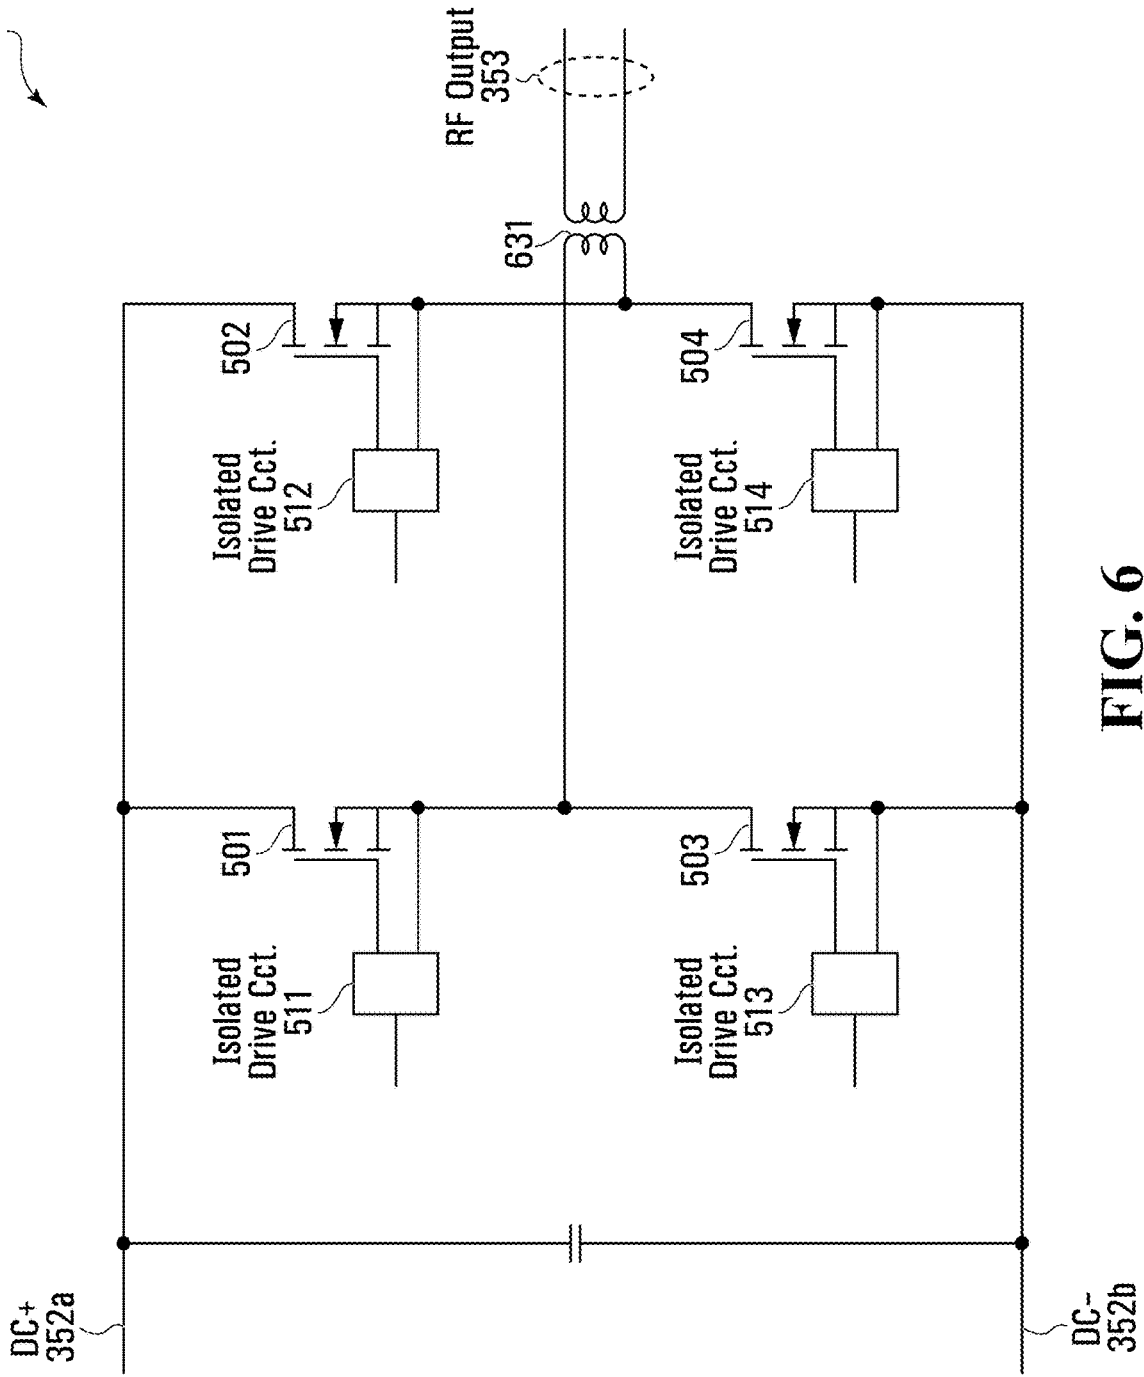 DC+
352a
Isolated
Drive Cct.
511
501
Isolated
Drive Cct.
512
502
631
RF Output
353
Isolated
Drive Cct.
513
503
Isolated
Drive Cct.
514
504
DC-
352b
FIG. 6